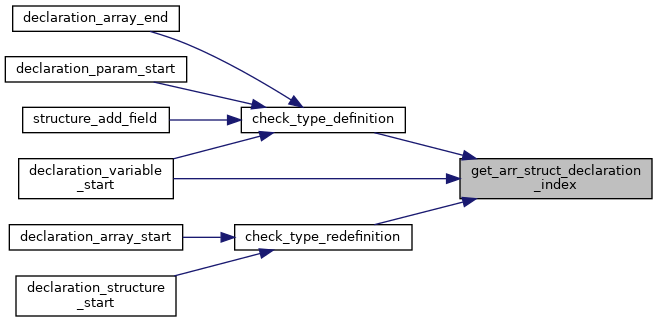 declaration_array_end
declaration_param_start
structure_add_field
declaration_variable
_start
declaration_array_start
declaration_structure
_start
check_type_definition
check_type_redefinition
get_arr_struct_declaration
_index